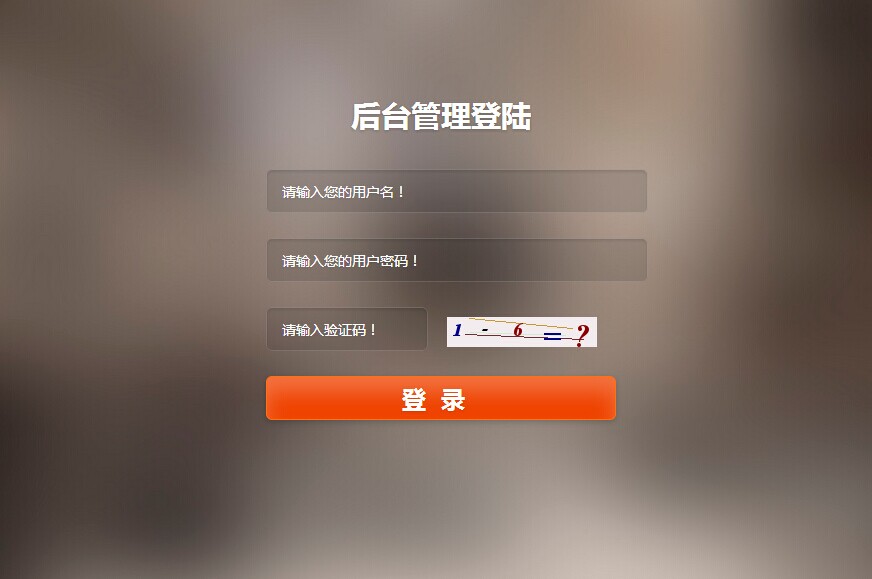 后台管理登陆
请输入您的用户名！
请输入您的用户密码！
请输入验证码！
1 - 6 = ?
登 录